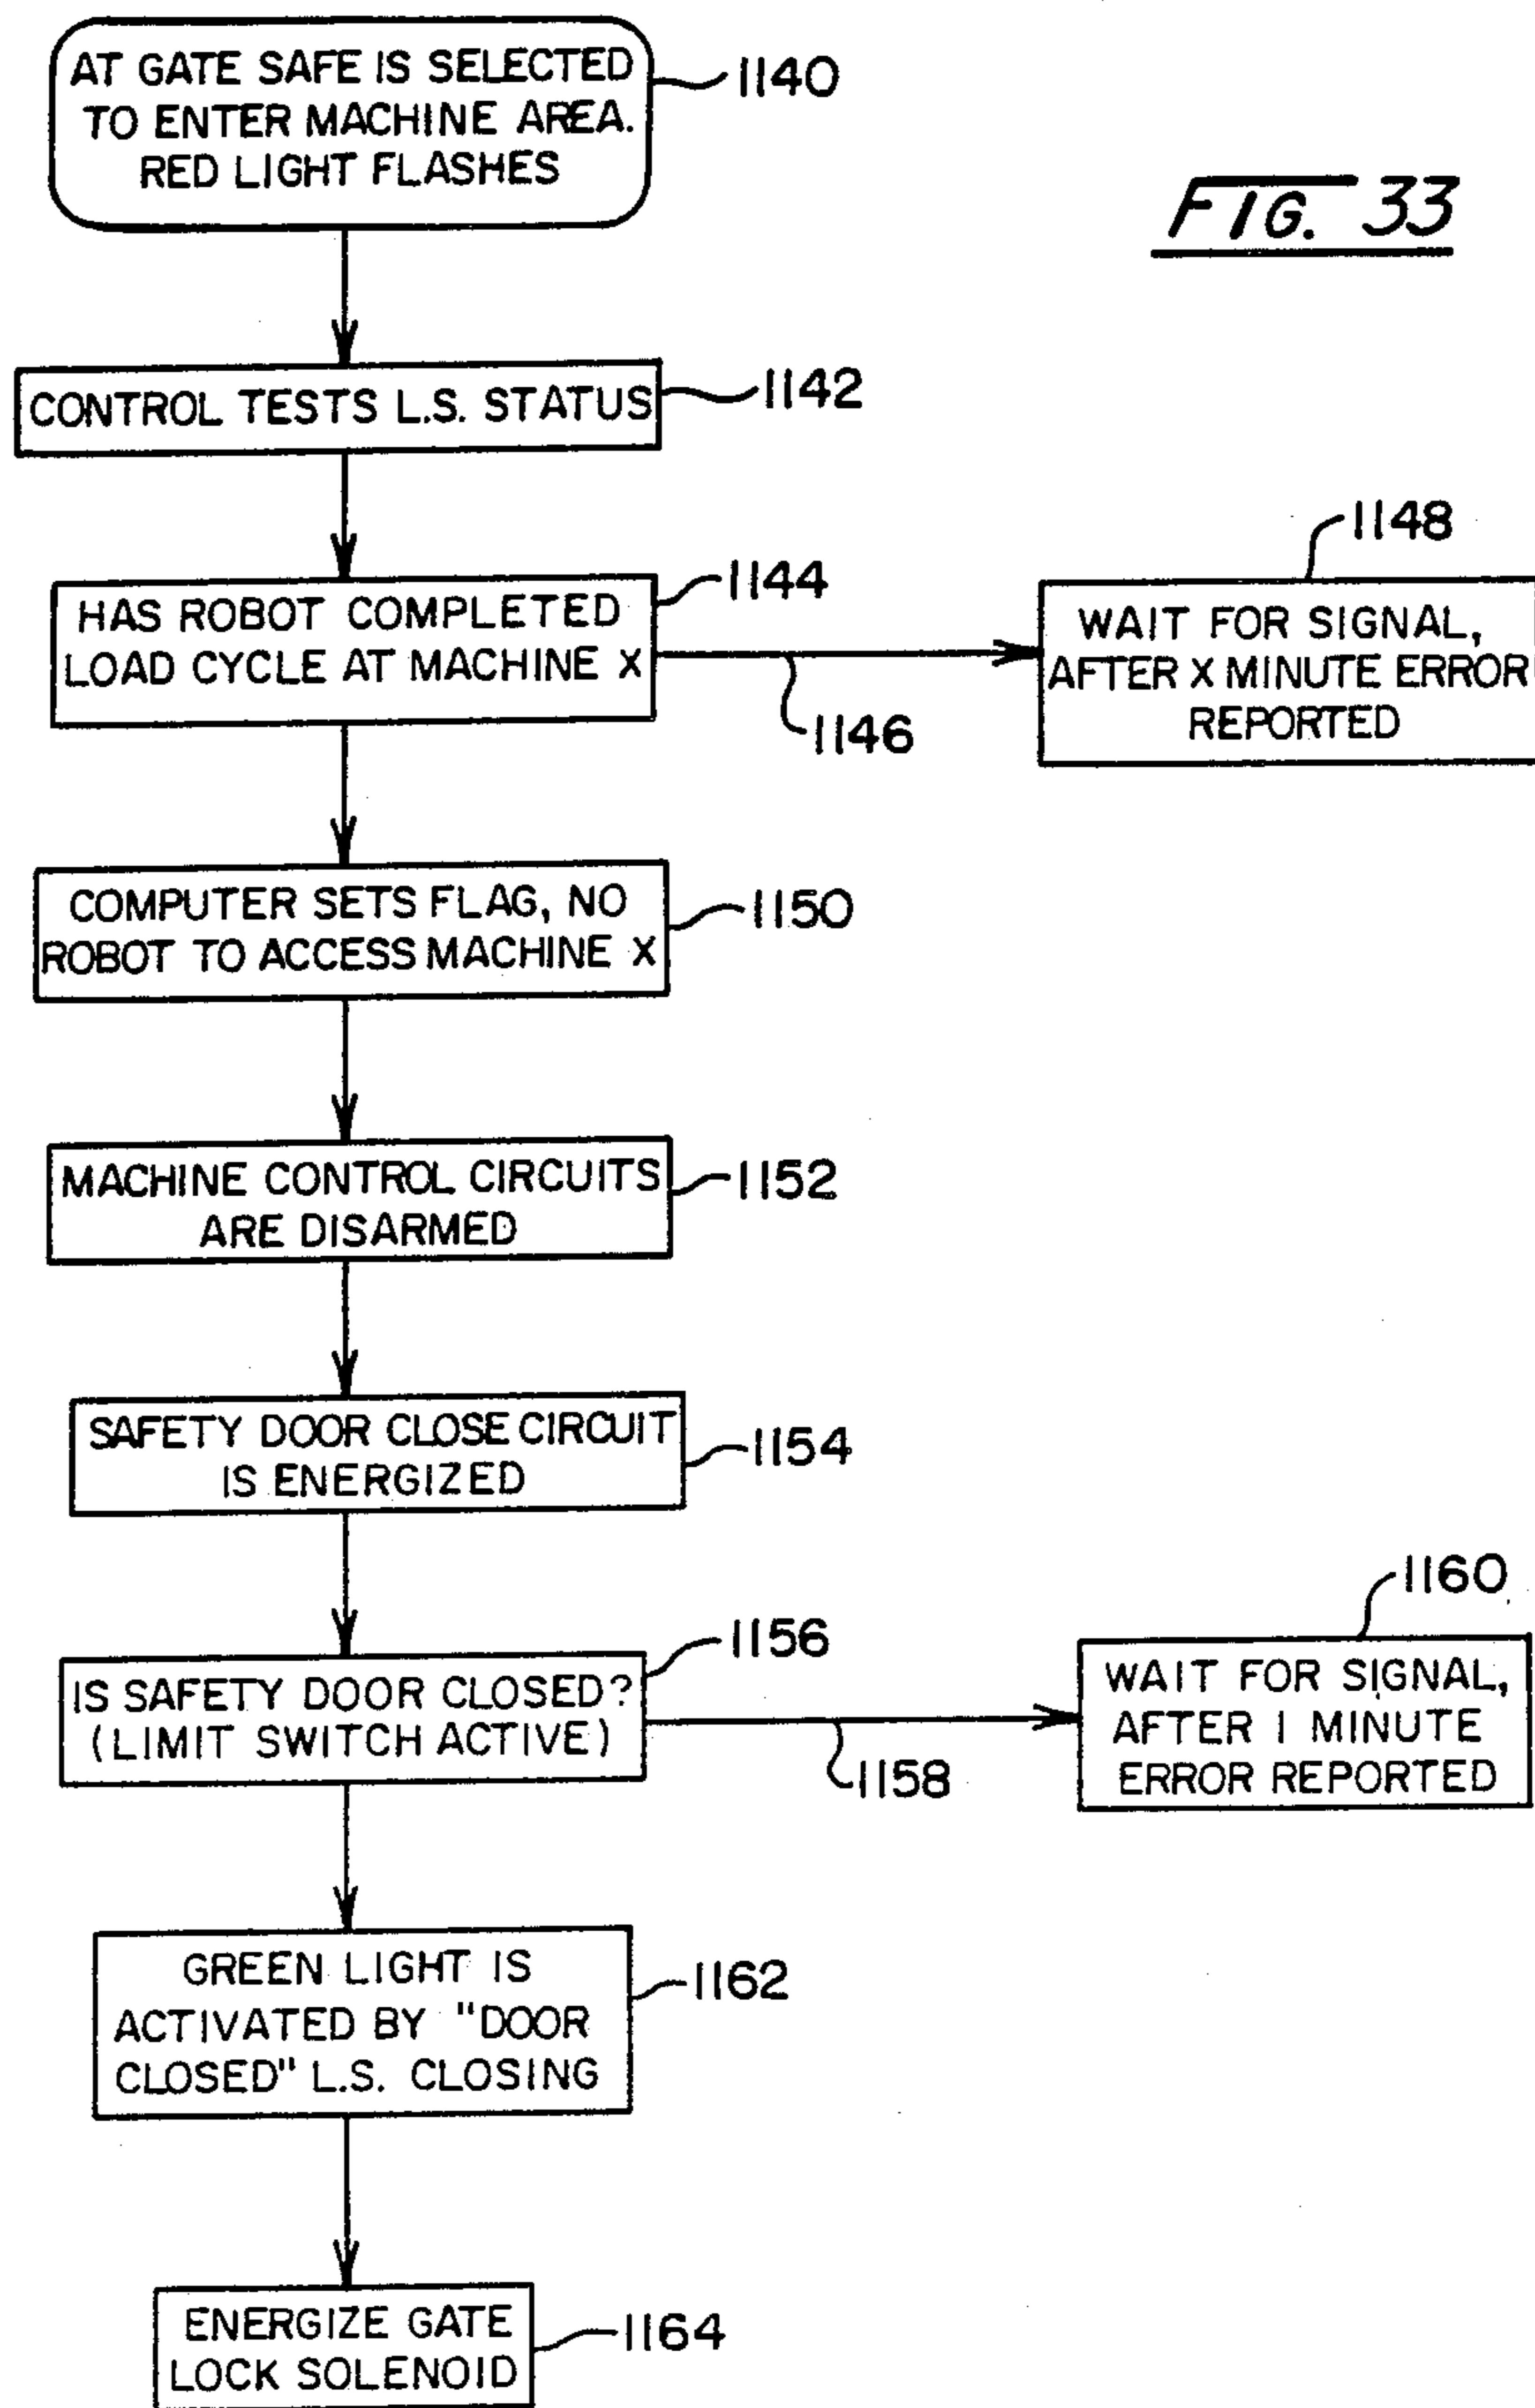 AT GATE SAFE IS SELECTED
TO ENTER MACHINE AREA.
RED LIGHT FLASHES
1140
FIG. 33
CONTROL TESTS L.S. STATUS
1142
HAS ROBOT COMPLETED
LOAD CYCLE AT MACHINE X
1144
1146
1148
WAIT FOR SIGNAL,
AFTER X MINUTE ERROR
REPORTED
COMPUTER SETS FLAG, NO
ROBOT TO ACCESS MACHINE X
1150
MACHINE CONTROL CIRCUITS
ARE DISARMED
1152
SAFETY DOOR CLOSE CIRCUIT
IS ENERGIZED
1154
IS SAFETY DOOR CLOSED?
(LIMIT SWITCH ACTIVE)
1156
1158
1160
WAIT FOR SIGNAL,
AFTER 1 MINUTE
ERROR REPORTED
GREEN LIGHT IS
ACTIVATED BY "DOOR
CLOSED" L.S. CLOSING
1162
ENERGIZE GATE
LOCK SOLENOID
1164